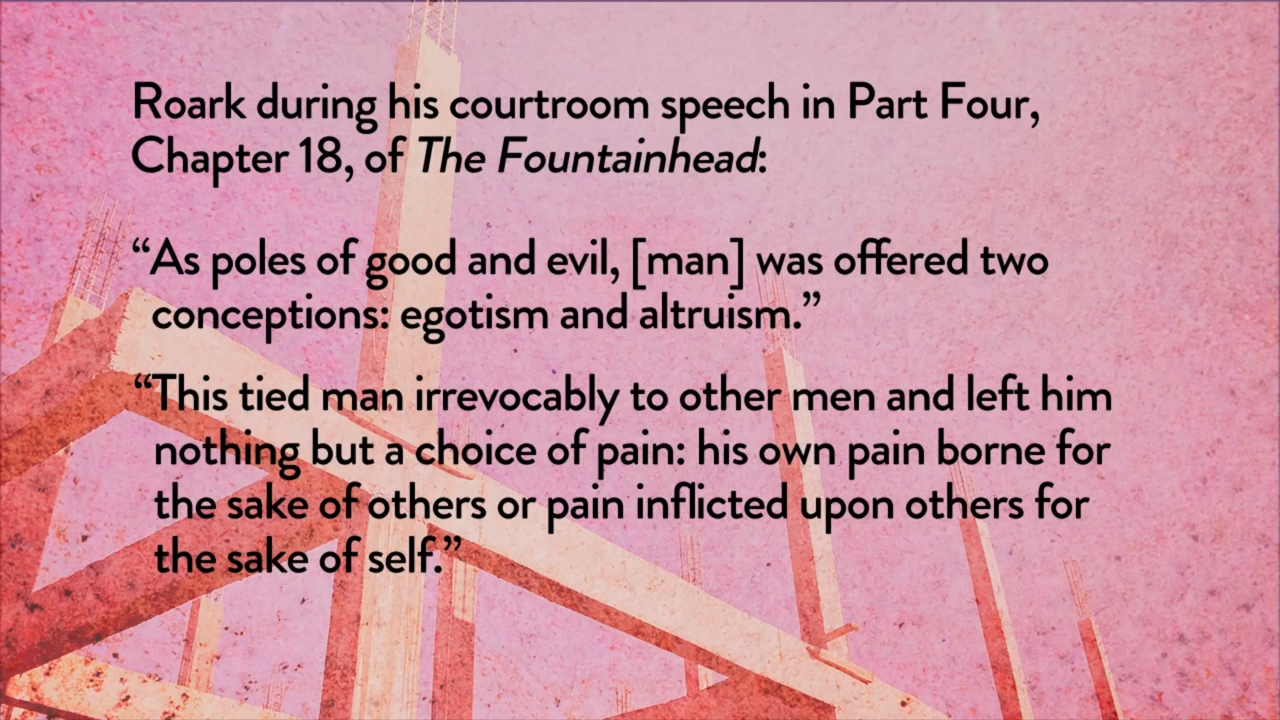 Roark during his courtroom speech in Part Four,
Chapter 18, of The Fountainhead:
“As poles of good and evil, [man] was offered two
conceptions: egotism and altruism.”
“This tied man irrevocably to other men and left him
nothing but a choice of pain: his own pain borne for
the sake of others or pain inflicted upon others for
the sake of self.”